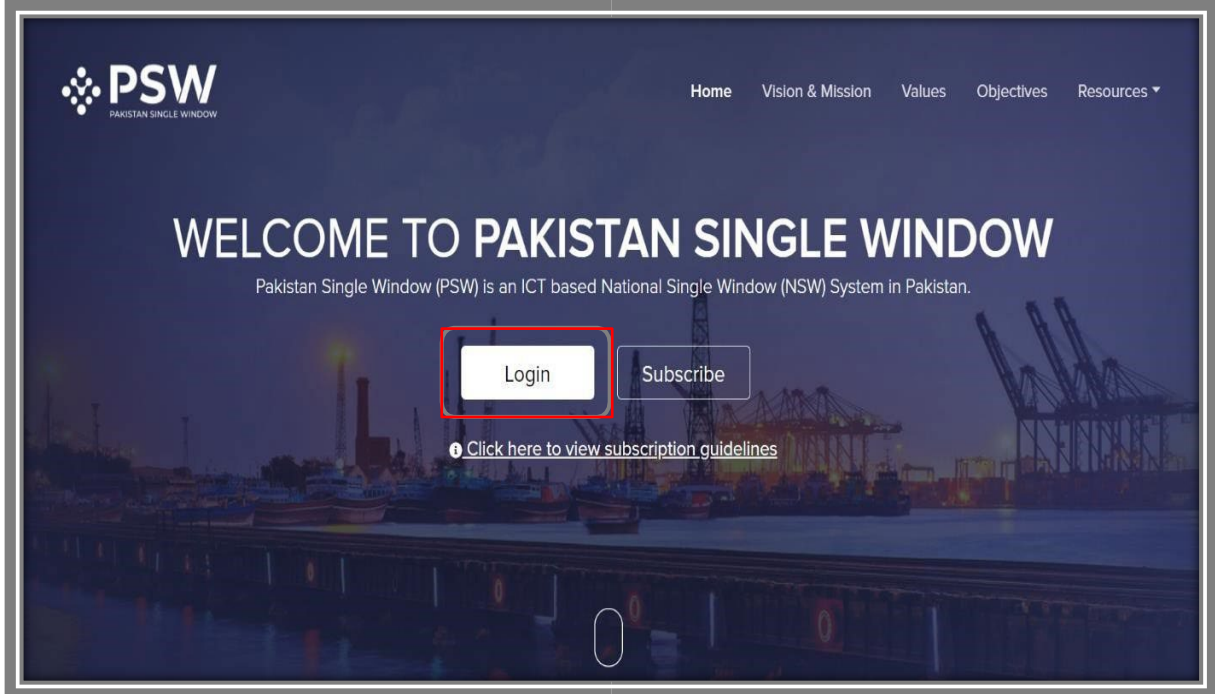 PSW
PAKISTAN SINGLE WINDOW
Home Vision & Mission Values Objectives Resources
WELCOME TO PAKISTAN SINGLE WINDOW
Pakistan Single Window (PSW) is an ICT based National Single Window (NSW) System in Pakistan.
Login Subscribe
Click here to view subscription guidelines